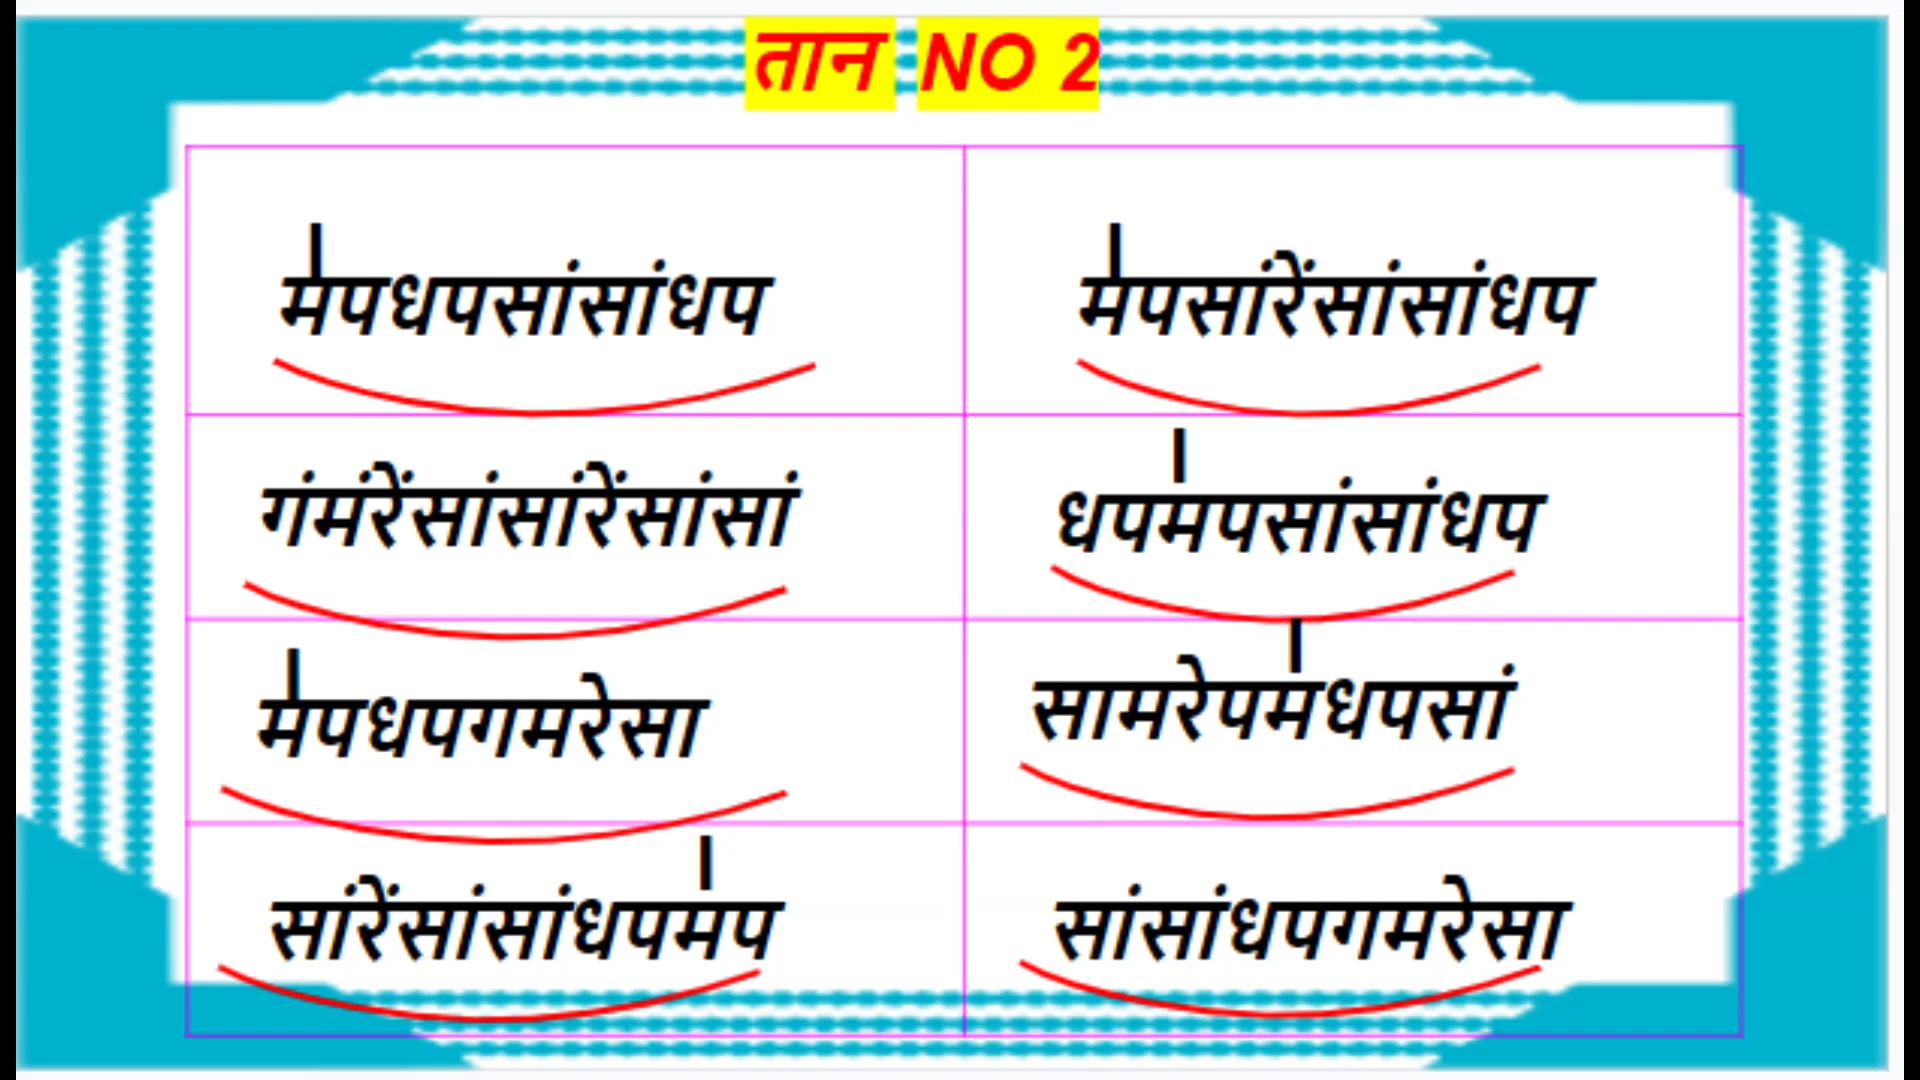 तान NO 2
म॑पधपसांसांधप म॑पसांरेंसांसांधप
गंमंरेंसांसांरेंसांसां धपम॑पसांसांधप
म॑पधपगमरेसा सामरेपम॑धपसां
सांरेंसांसांधपम॑प सांसांधपगमरेसा